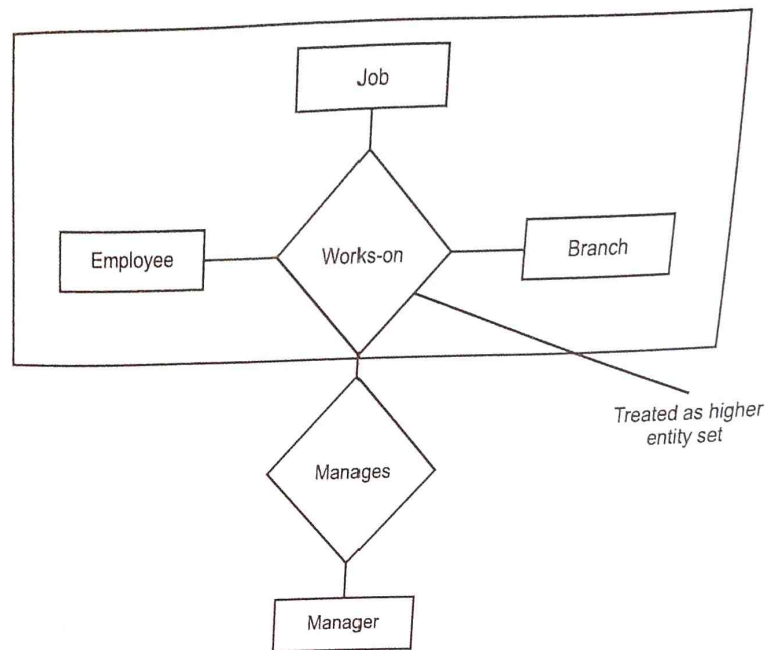 Job
Employee
Works-on
Branch
Treated as higher
entity set
Manages
Manager